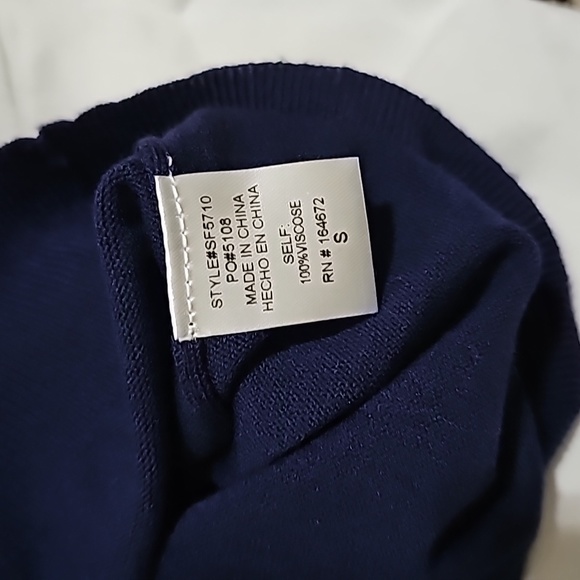 STYLE#SF5710
PO#5108
MADE IN CHINA
HECHO EN CHINA
SELF:
100%VISCOSE
RN # 164672
S